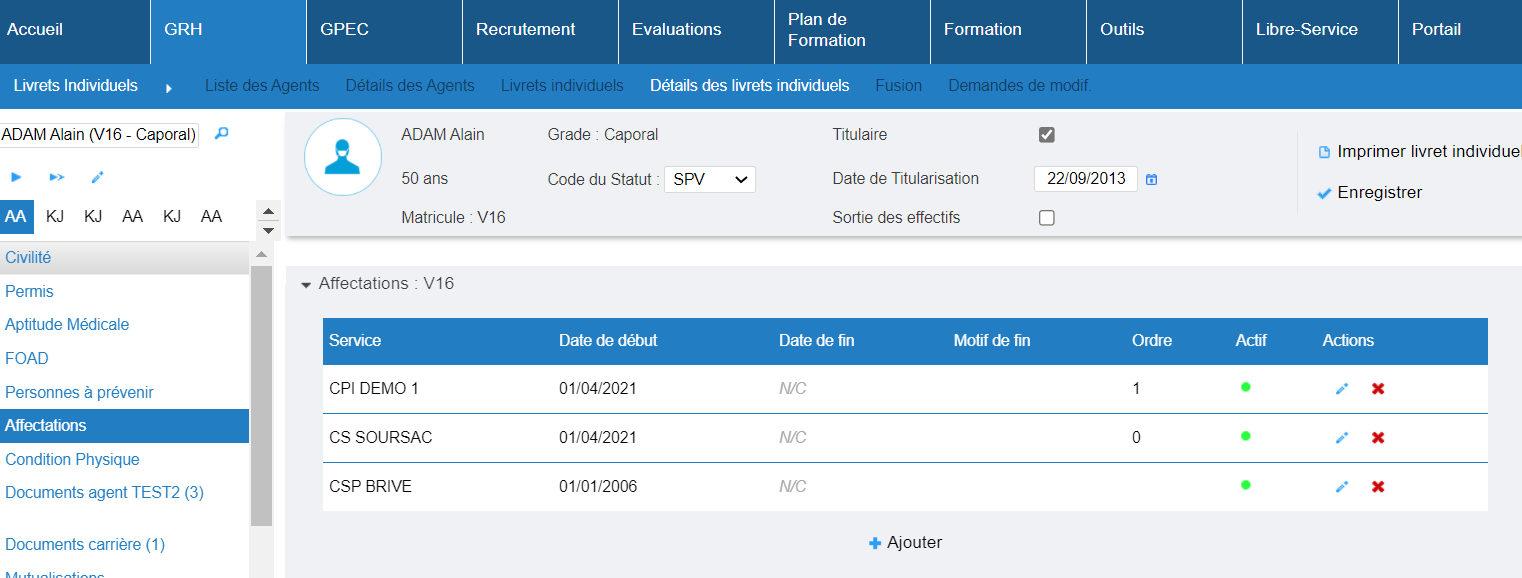 Accueil
GRH
GPEC
Recrutement
Evaluations
Plan de
Formation
Formation
Outils
Libre-Service
Portail
Livrets Individuels
Liste des Agents
Détails des Agents
Livrets individuels
Détails des livrets individuels
Fusion
Demandes de modif.
ADAM Alain (V16 - Caporal)
AA KJ KJ AA KJ AA
Civilité
Permis
Aptitude Médicale
FOAD
Personnes à prévenir
Affectations
Condition Physique
Documents agent TEST2 (3)
Documents carrière (1)
Mutualisations
ADAM Alain
Grade : Caporal
Titulaire
50 ans
Code du Statut : SPV
Date de Titularisation 22/09/2013
Matricule : V16
Sortie des effectifs
Imprimer livret individuel
Enregistrer
Affectations : V16
Service Date de début Date de fin Motif de fin Ordre Actif Actions
CPI DEMO 1 01/04/2021 N/C 1
CS SOURSAC 01/04/2021 N/C 0
CSP BRIVE 01/01/2006 N/C
Ajouter